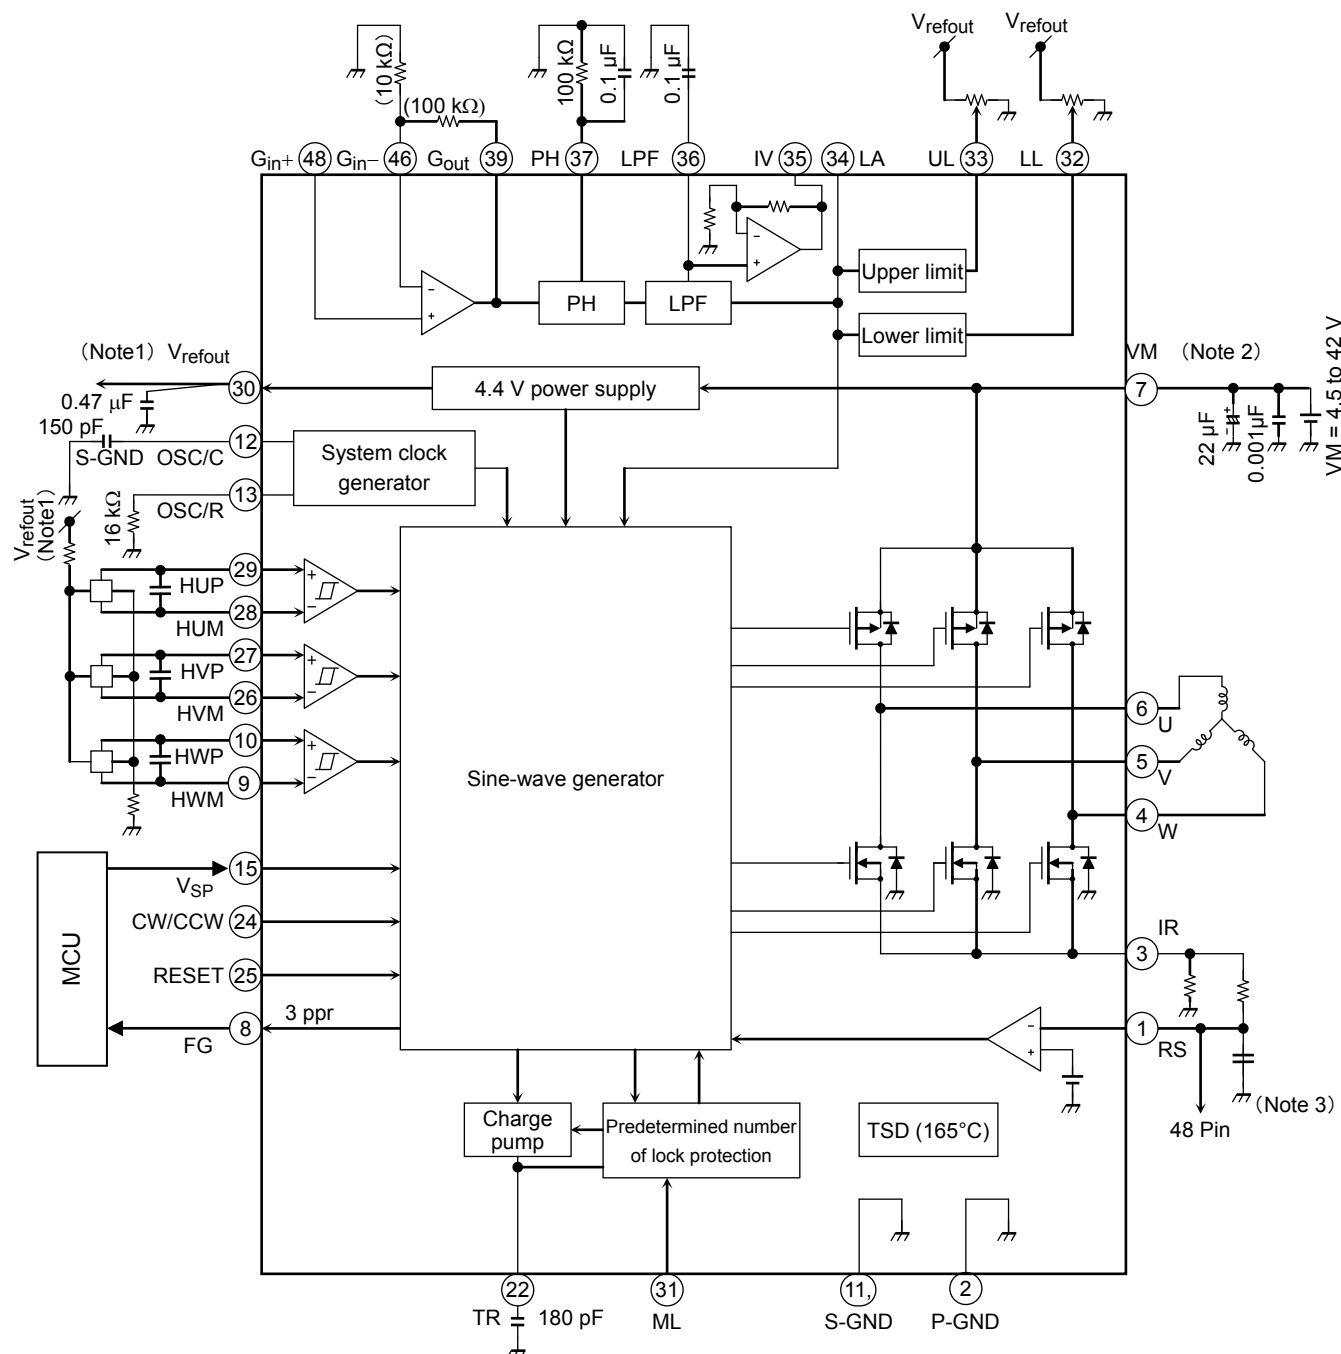 Vrefout
Vrefout
(10 kΩ)
(100 kΩ)
100 kΩ
0.1 µF
0.1 µF
Gin+ 48
Gin− 46
Gout 39
PH 37
LPF 36
IV 35
34 LA
UL 33
LL 32
−
+
−
+
PH
LPF
Upper limit
Lower limit
(Note1) Vrefout
30
0.47 µF
4.4 V power supply
VM (Note 2)
7
22 µF
+
-
0.001µF
VM = 4.5 to 42 V
150 pF
S-GND
12
OSC/C
13
OSC/R
16 kΩ
System clock
generator
Vrefout
(Note1)
29
HUP
28
HUM
27
HVP
26
HVM
10
HWP
9
HWM
+
−
+
−
+
−
Sine-wave generator
6
U
5
V
4
W
MCU
15
VSP
CW/CCW 24
RESET 25
8
FG
3 ppr
IR
3
1
RS
−
+
(Note 3)
48 Pin
Charge
pump
Predetermined number
of lock protection
TSD (165°C)
22
TR
180 pF
31
ML
11,
S-GND
2
P-GND